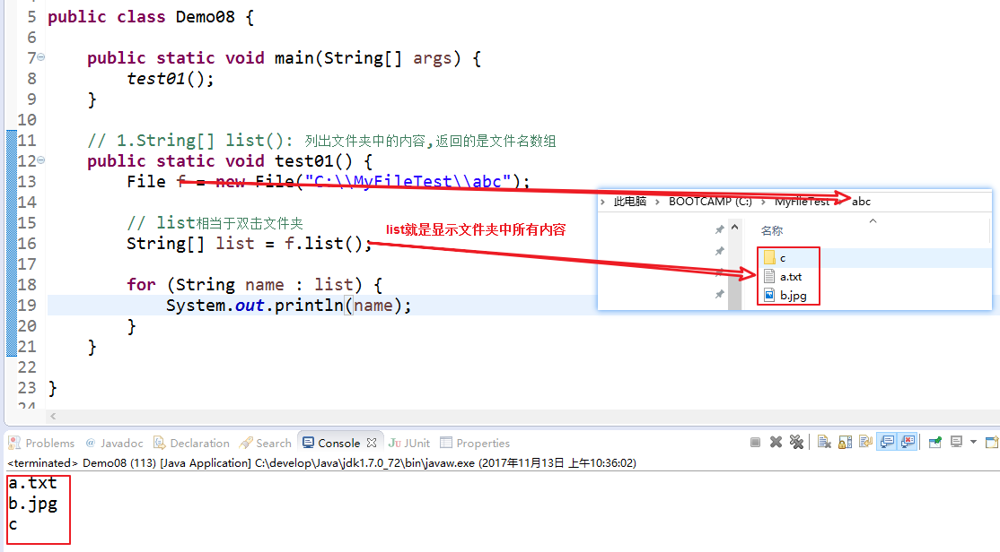 5 public class Demo08 {
6
7 public static void main(String[] args) {
8 test01();
9 }
10
11 // 1.String[] list(): 列出文件夹中的内容,返回的是文件名数组
12 public static void test01() {
13 File f = new File("C:\\MyFileTest\\abc");
14
15 // list相当于双击文件夹
16 String[] list = f.list();
17
18 for (String name : list) {
19 System.out.println(name);
20 }
21 }
22
23 }
24
list就是显示文件夹中所有内容
此电脑 › BOOTCAMP (C:) › MyFileTest › abc
名称
c
a.txt
b.jpg
Problems @ Javadoc Declaration Search Console JUnit Properties
<terminated> Demo08 (113) [Java Application] C:\develop\Java\jdk1.7.0_72\bin\javaw.exe (2017年11月13日 上午10:36:02)
a.txt
b.jpg
c